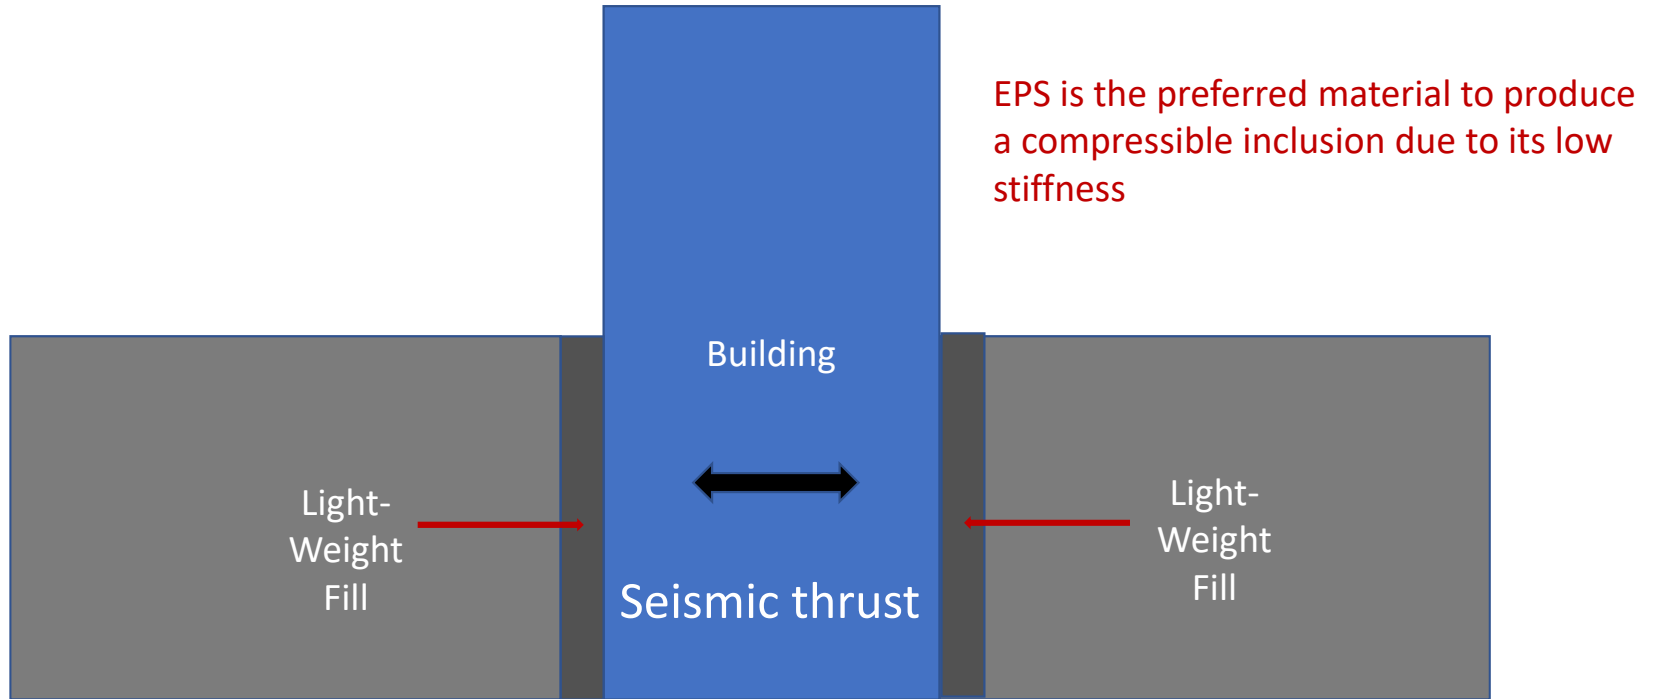 EPS is the preferred material to produce
a compressible inclusion due to its low
stiffness
Building
Light-
Weight
Fill
Light-
Weight
Fill
Seismic thrust